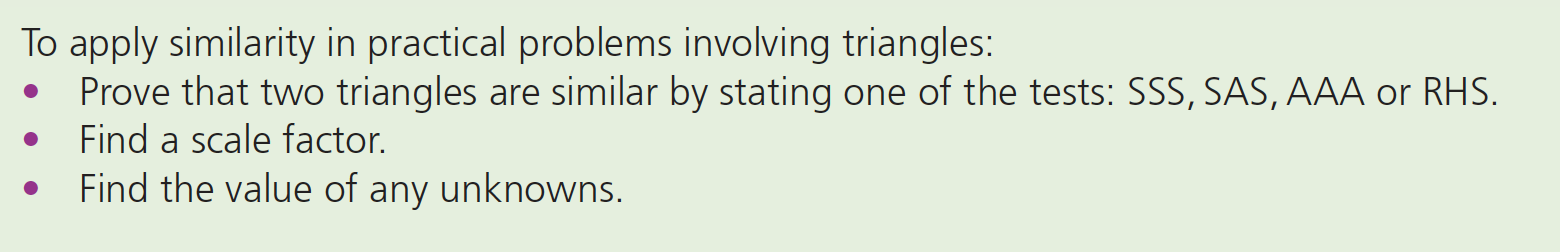 To apply similarity in practical problems involving triangles:
• Prove that two triangles are similar by stating one of the tests: SSS, SAS, AAA or RHS.
• Find a scale factor.
• Find the value of any unknowns.